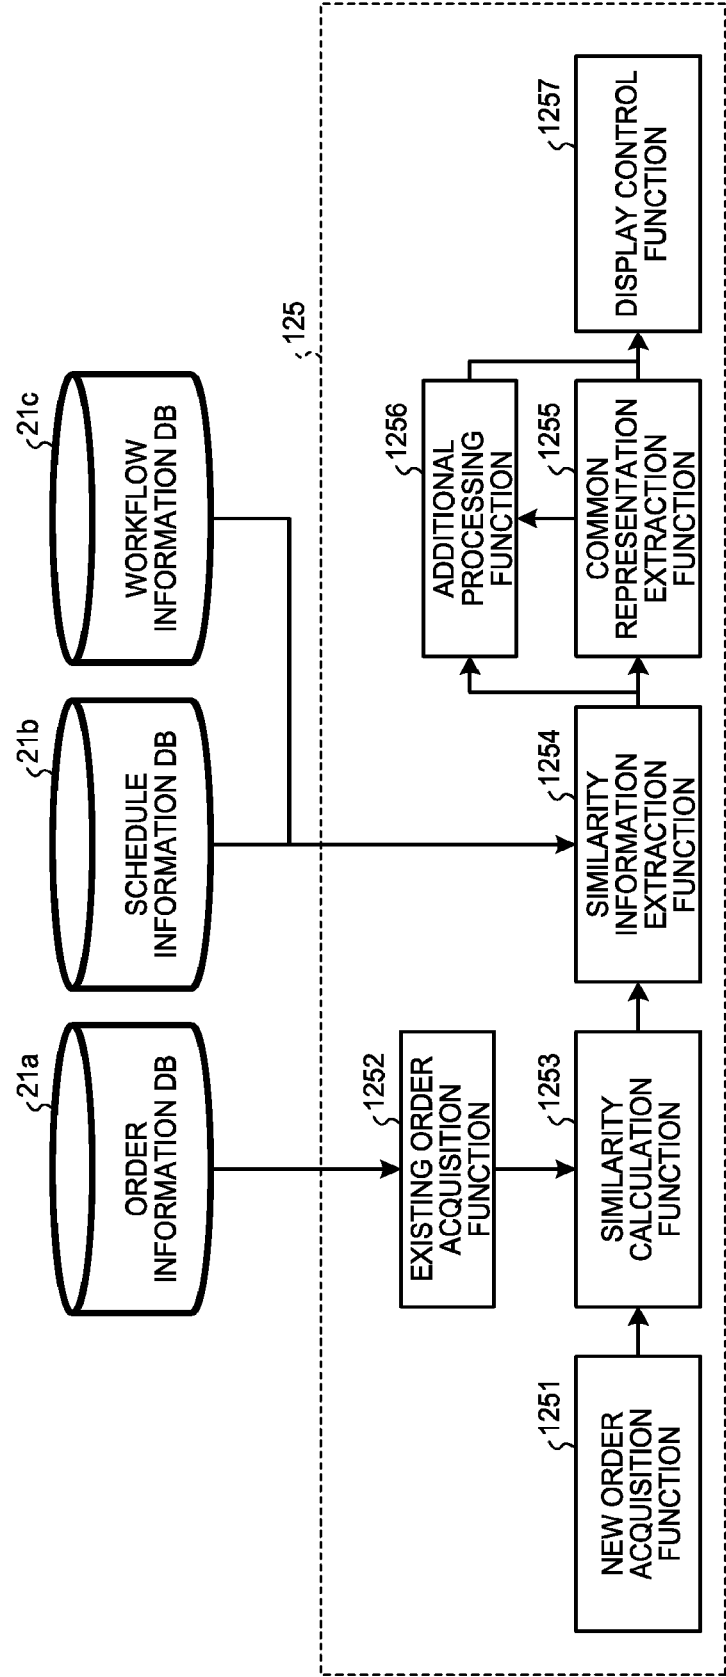 21a
ORDER
INFORMATION DB
21b
SCHEDULE
INFORMATION DB
21c
WORKFLOW
INFORMATION DB
125
1251
NEW ORDER
ACQUISITION
FUNCTION
1252
EXISTING ORDER
ACQUISITION
FUNCTION
1253
SIMILARITY
CALCULATION
FUNCTION
1254
SIMILARITY
INFORMATION
EXTRACTION
FUNCTION
1256
ADDITIONAL
PROCESSING
FUNCTION
1255
COMMON
REPRESENTATION
EXTRACTION
FUNCTION
1257
DISPLAY CONTROL
FUNCTION